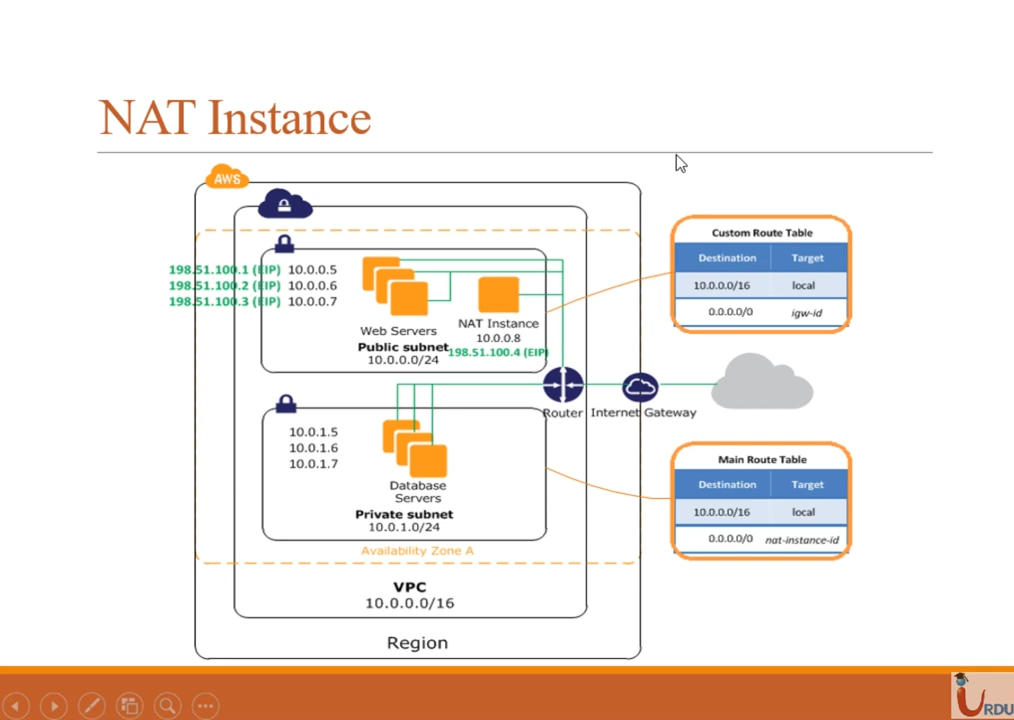 NAT Instance
AWS
198.51.100.1 (EIP) 10.0.0.5
198.51.100.2 (EIP) 10.0.0.6
198.51.100.3 (EIP) 10.0.0.7
Web Servers
Public subnet
10.0.0.0/24
NAT Instance
10.0.0.8
198.51.100.4 (EIP)
Router
Internet Gateway
10.0.1.5
10.0.1.6
10.0.1.7
Database
Servers
Private subnet
10.0.1.0/24
Availability Zone A
VPC
10.0.0.0/16
Region
Custom Route Table
Destination Target
10.0.0.0/16 local
0.0.0.0/0 igw-id
Main Route Table
Destination Target
10.0.0.0/16 local
0.0.0.0/0 nat-instance-id
iURDU